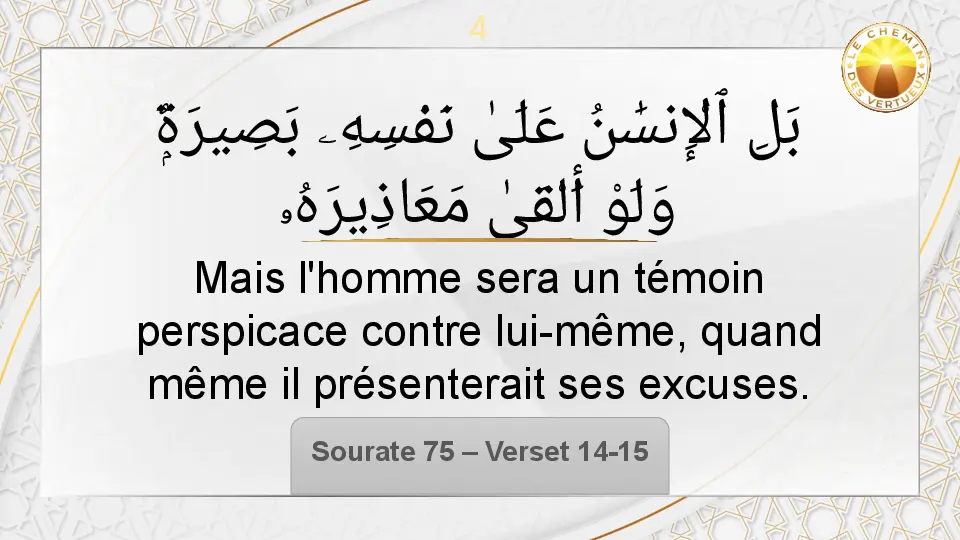 4
LE CHEMIN
DES VERTUEUX
بَلِ ٱلْإِنسَٰنُ عَلَىٰ نَفْسِهِۦ بَصِيرَةٌۭ
وَلَوْ أَلْقَىٰ مَعَاذِيرَهُۥ
Mais l'homme sera un témoin
perspicace contre lui-même, quand
même il présenterait ses excuses.
Sourate 75 – Verset 14-15